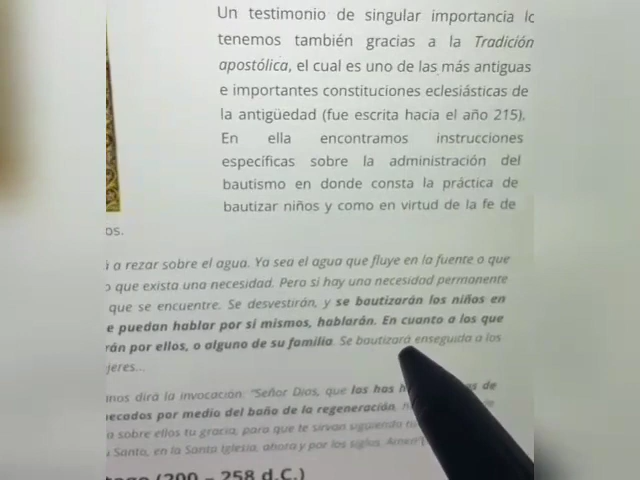 Un testimonio de singular importancia lo
tenemos también gracias a la Tradición
apostólica, el cual es uno de las más antiguas
e importantes constituciones eclesiásticas de
la antigüedad (fue escrita hacia el año 215).
En ella encontramos instrucciones
específicas sobre la administración del
bautismo en donde consta la práctica de
bautizar niños y como en virtud de la fe de
os.
a rezar sobre el agua. Ya sea el agua que fluye en la fuente o que
o que exista una necesidad. Pero si hay una necesidad permanente
que se encuentre. Se desvestirán, y se bautizarán los niños en
e puedan hablar por si mismos, hablarán. En cuanto a los que
rán por ellos, o alguno de su familia. Se bautizará enseguida a los
jeres...
nos dirá la invocación: "Señor Dios, que los has h as de
ecados por medio del baño de la regeneración,
a sobre ellos tu gracia, para que te sirvan siguiendo tu
Santo, en la Santa Iglesia, ahora y por los siglos. Amén"[
(200 – 258 d.C.)